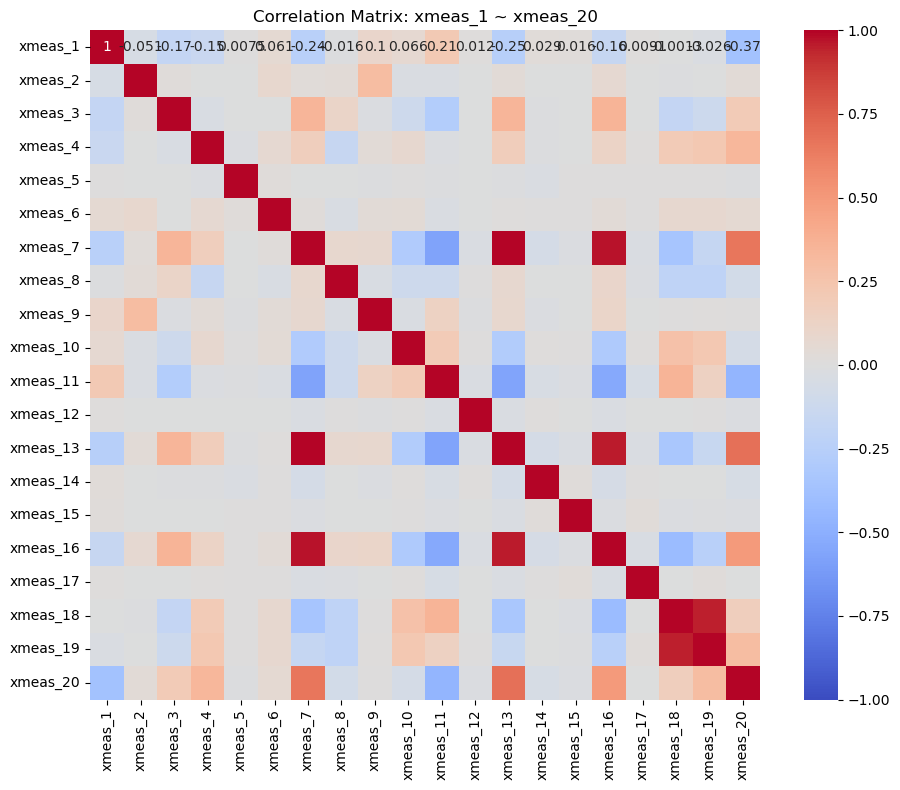 Correlation Matrix: xmeas_1 ~ xmeas_20
xmeas_1 1 -0.051 -0.17 -0.15 0.0075 0.061 -0.24 -0.016 0.1 0.066 0.21 0.012 -0.25 0.029 0.016 -0.16 0.0091 0.0013 -0.026 -0.37
xmeas_2
xmeas_3
xmeas_4
xmeas_5
xmeas_6
xmeas_7
xmeas_8
xmeas_9
xmeas_10
xmeas_11
xmeas_12
xmeas_13
xmeas_14
xmeas_15
xmeas_16
xmeas_17
xmeas_18
xmeas_19
xmeas_20
xmeas_1 xmeas_2 xmeas_3 xmeas_4 xmeas_5 xmeas_6 xmeas_7 xmeas_8 xmeas_9 xmeas_10 xmeas_11 xmeas_12 xmeas_13 xmeas_14 xmeas_15 xmeas_16 xmeas_17 xmeas_18 xmeas_19 xmeas_20
1.00
0.75
0.50
0.25
0.00
−0.25
−0.50
−0.75
−1.00